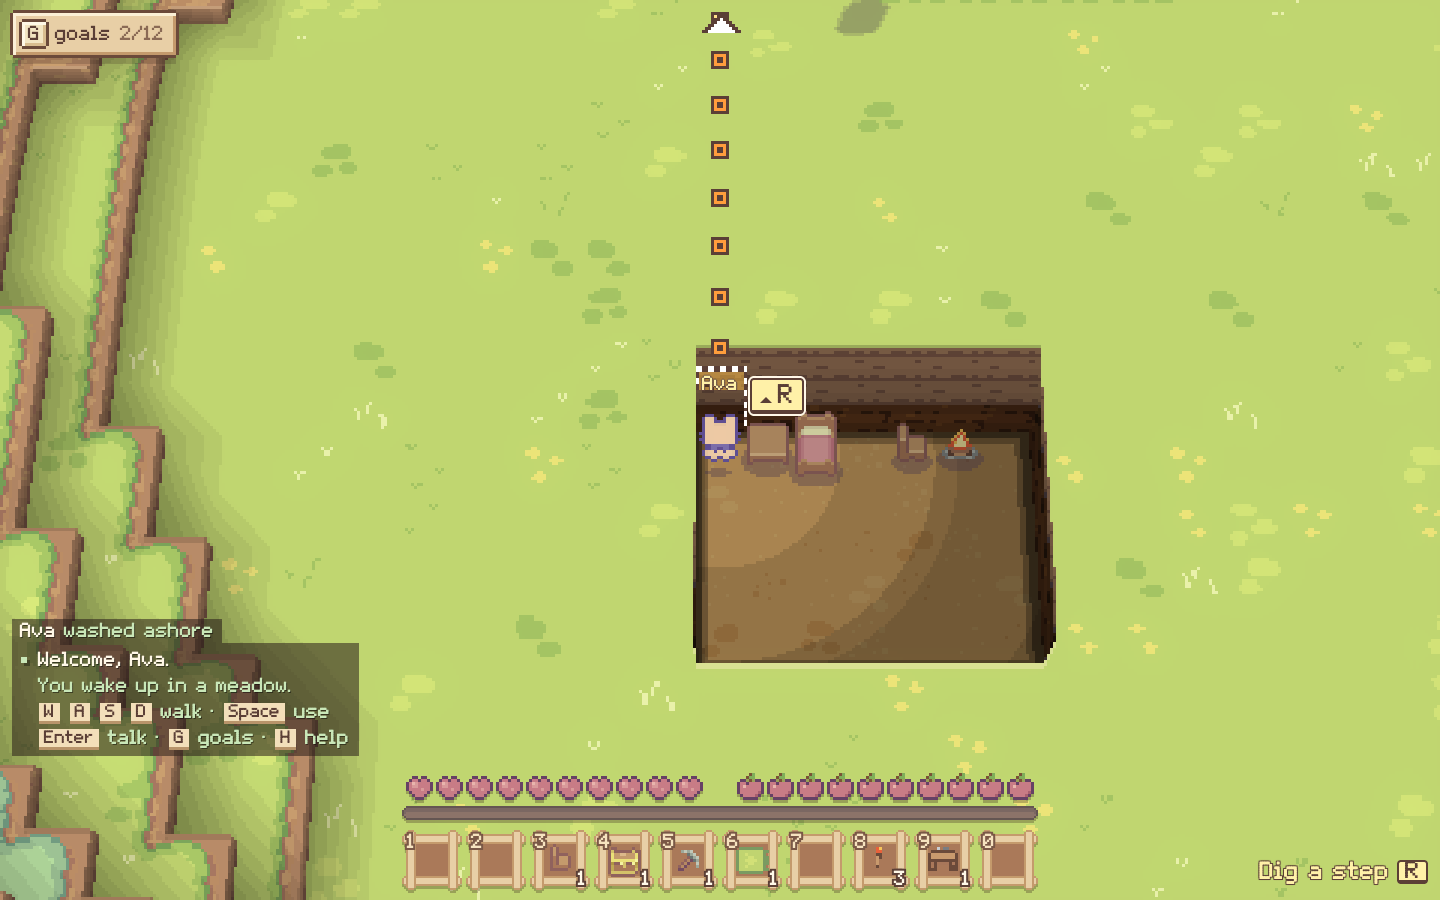 G goals 2/12
Ava
R
Ava washed ashore
Welcome, Ava.
You wake up in a meadow.
W A S D walk · Space use
Enter talk · G goals · H help
1 2 3 4 5 6 7 8 9 0
1 1 1 1 3 1
Dig a step R